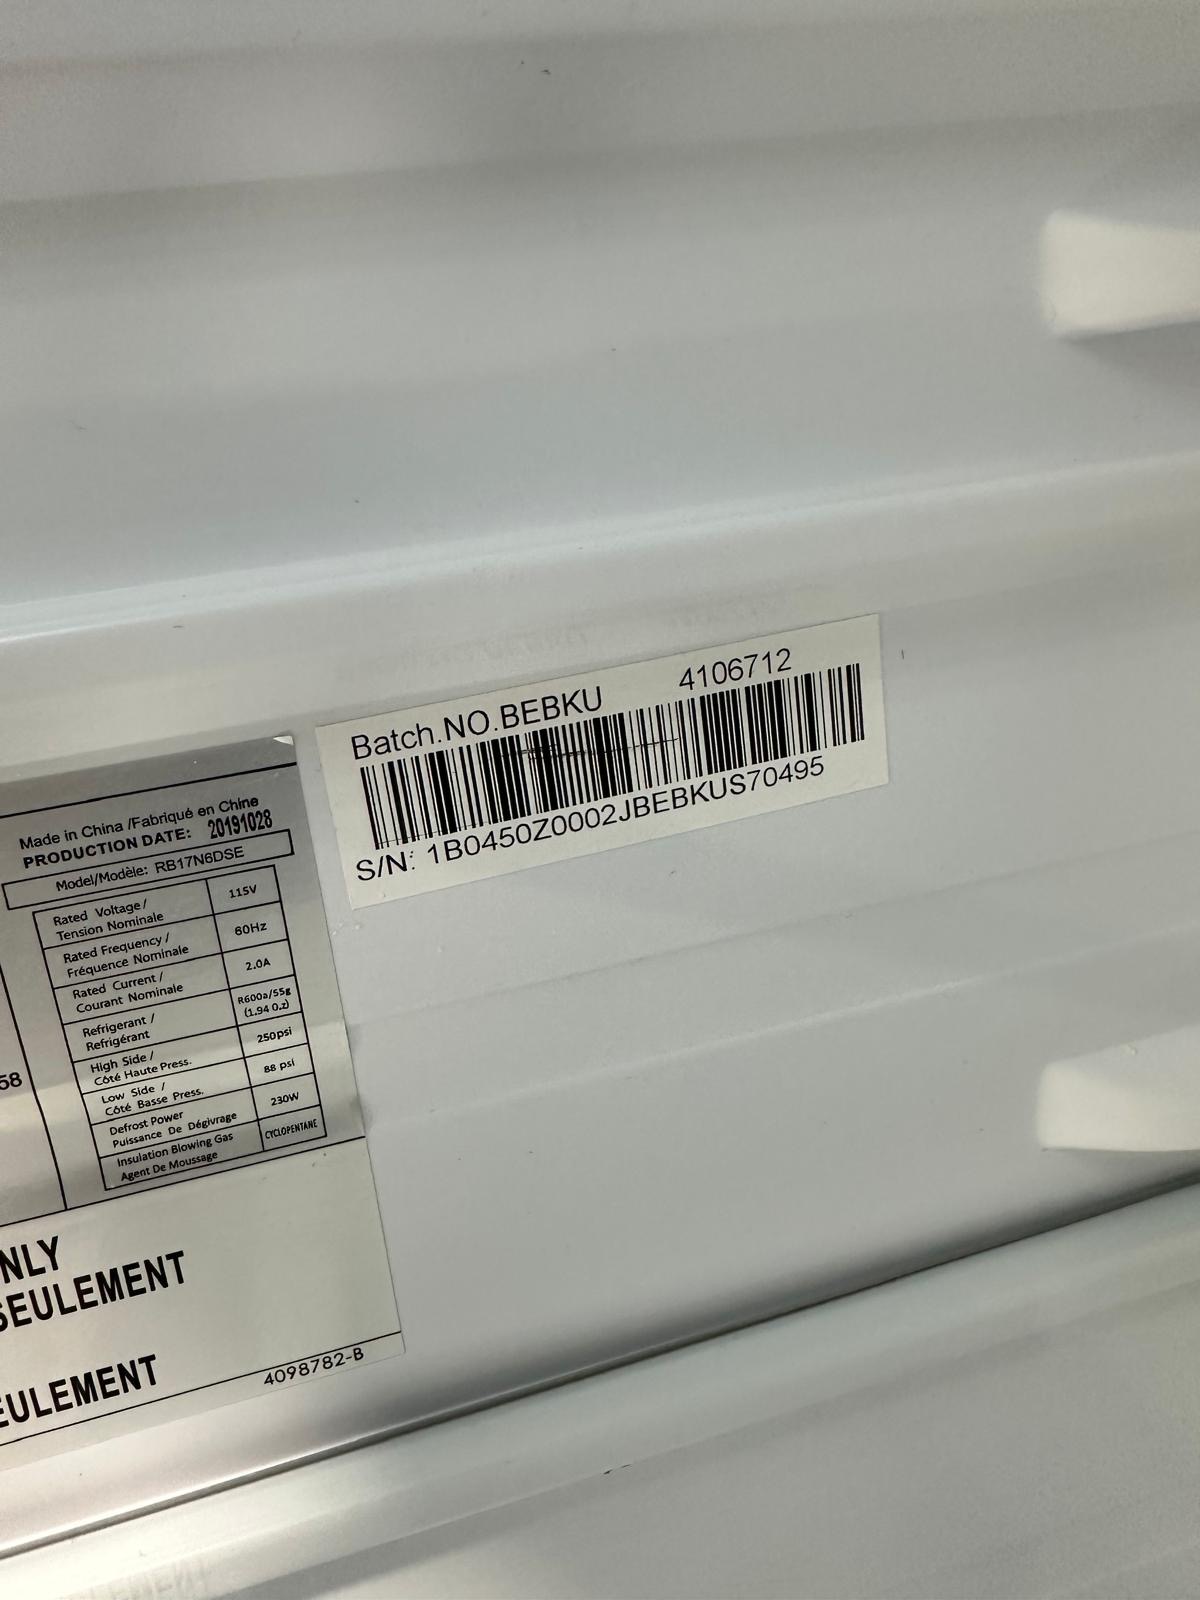 Batch.NO.BEBKU 4106712
S/N: 1B0450Z0002JBEBKUS70495
Made in China /Fabriqué en Chine
PRODUCTION DATE: 20191028
Model/Modèle: RB17N6DSE
Rated Voltage/
Tension Nominale
115V
Rated Frequency /
Fréquence Nominale
60Hz
Rated Current /
Courant Nominale
2.0A
Refrigerant /
Refrigérant
R600a/55g
(1.94 O.z)
High Side /
Côté Haute Press.
250psi
Low Side /
Côté Basse Press.
88 psi
Defrost Power
Puissance De Dégivrage
230W
Insulation Blowing Gas
Agent De Moussage
CYCLOPENTANE
58
NLY
SEULEMENT
EULEMENT
4098782-B